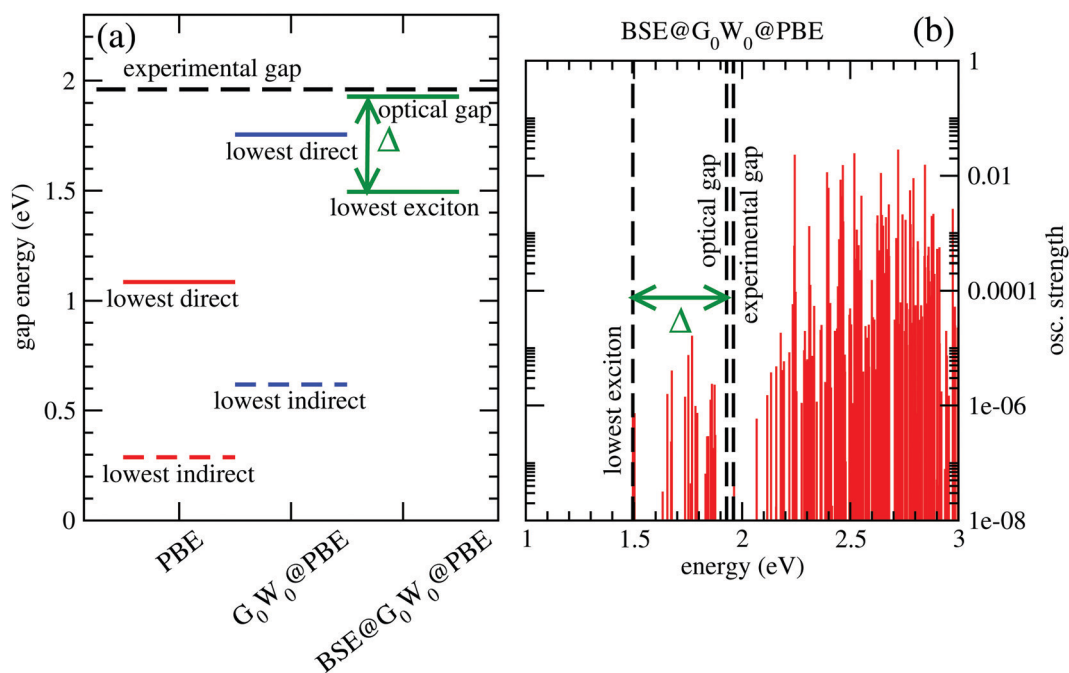 (a)
experimental gap
optical gap
lowest direct
Δ
lowest exciton
lowest direct
lowest indirect
lowest indirect
gap energy (eV)
2
1.5
1
0.5
0
PBE
G₀W₀@PBE
BSE@G₀W₀@PBE
BSE@G₀W₀@PBE
(b)
lowest exciton
Δ
optical gap
experimental gap
1
0.01
0.0001
1e-06
1e-08
osc. strength
1
1.5
2
2.5
3
energy (eV)